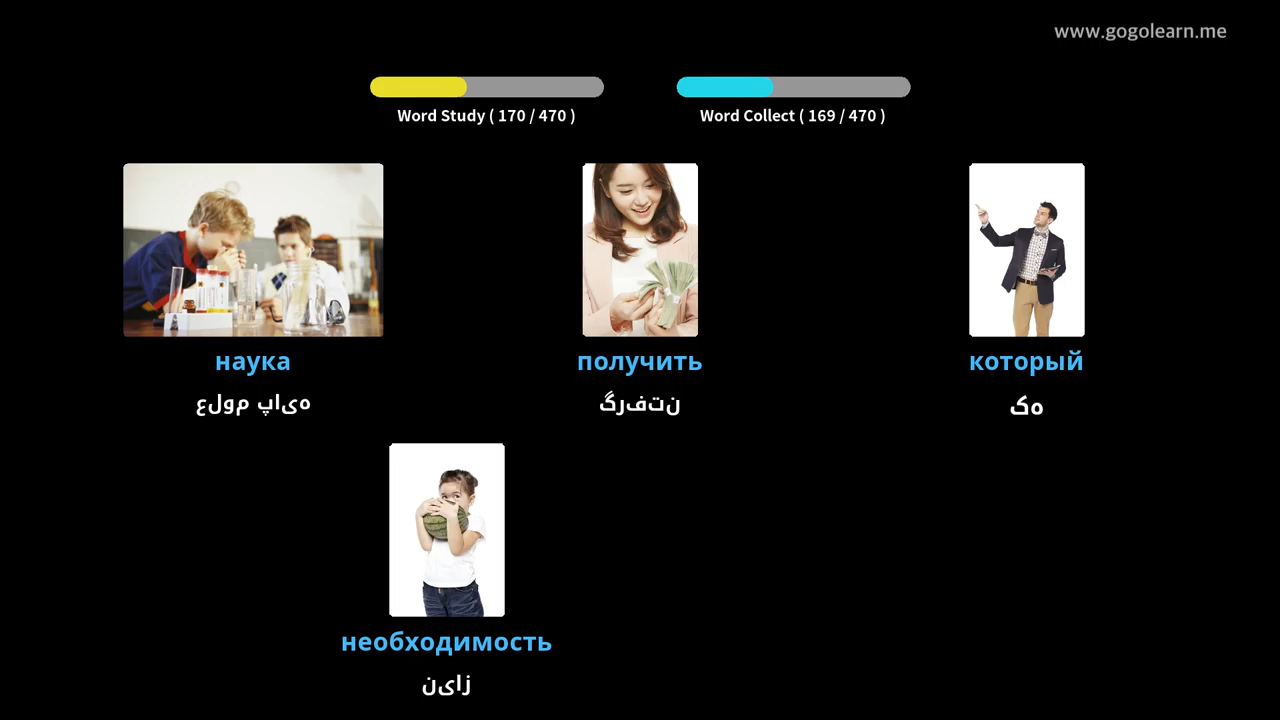 www.gogolearn.me
Word Study ( 170 / 470 )
Word Collect ( 169 / 470 )
наука
علوم پایه
получить
گرفتن
который
که
необходимость
نیاز